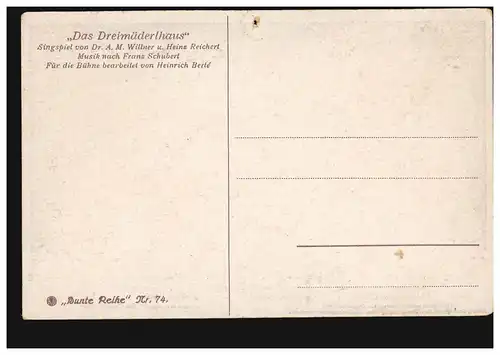 „Das Dreimäderlhaus“
Singspiel von Dr. A. M. Willner u. Heinz Reichert
Musik nach Franz Schubert
Für die Bühne bearbeitet von Heinrich Berté
„Bunte Reihe“ Nr. 74.